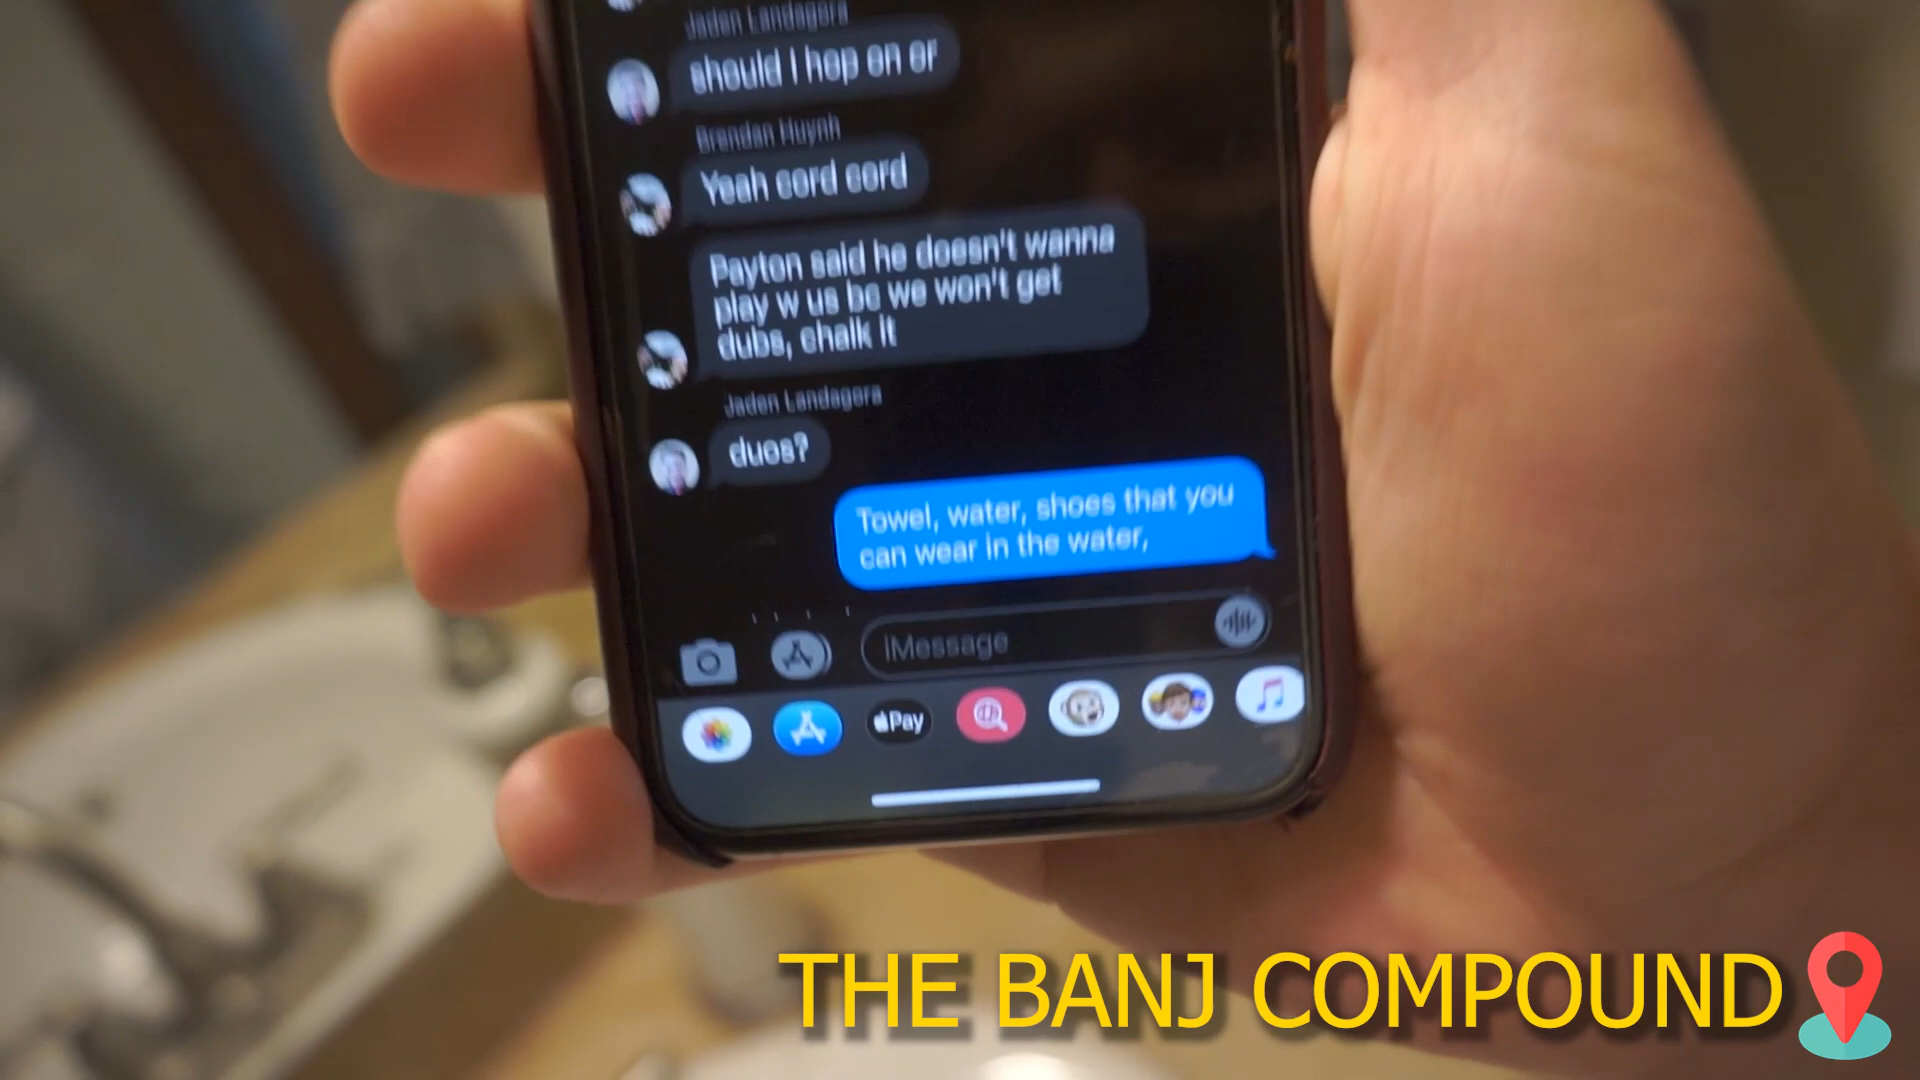 Jaden Landagora
should I hop on or
Brendan Huynh
Yeah cord cord
Payton said he doesn't wanna
play w us bc we won't get
dubs, chalk it
Jaden Landagora
duos?
Towel, water, shoes that you
can wear in the water,
iMessage
Pay
THE BANJ COMPOUND